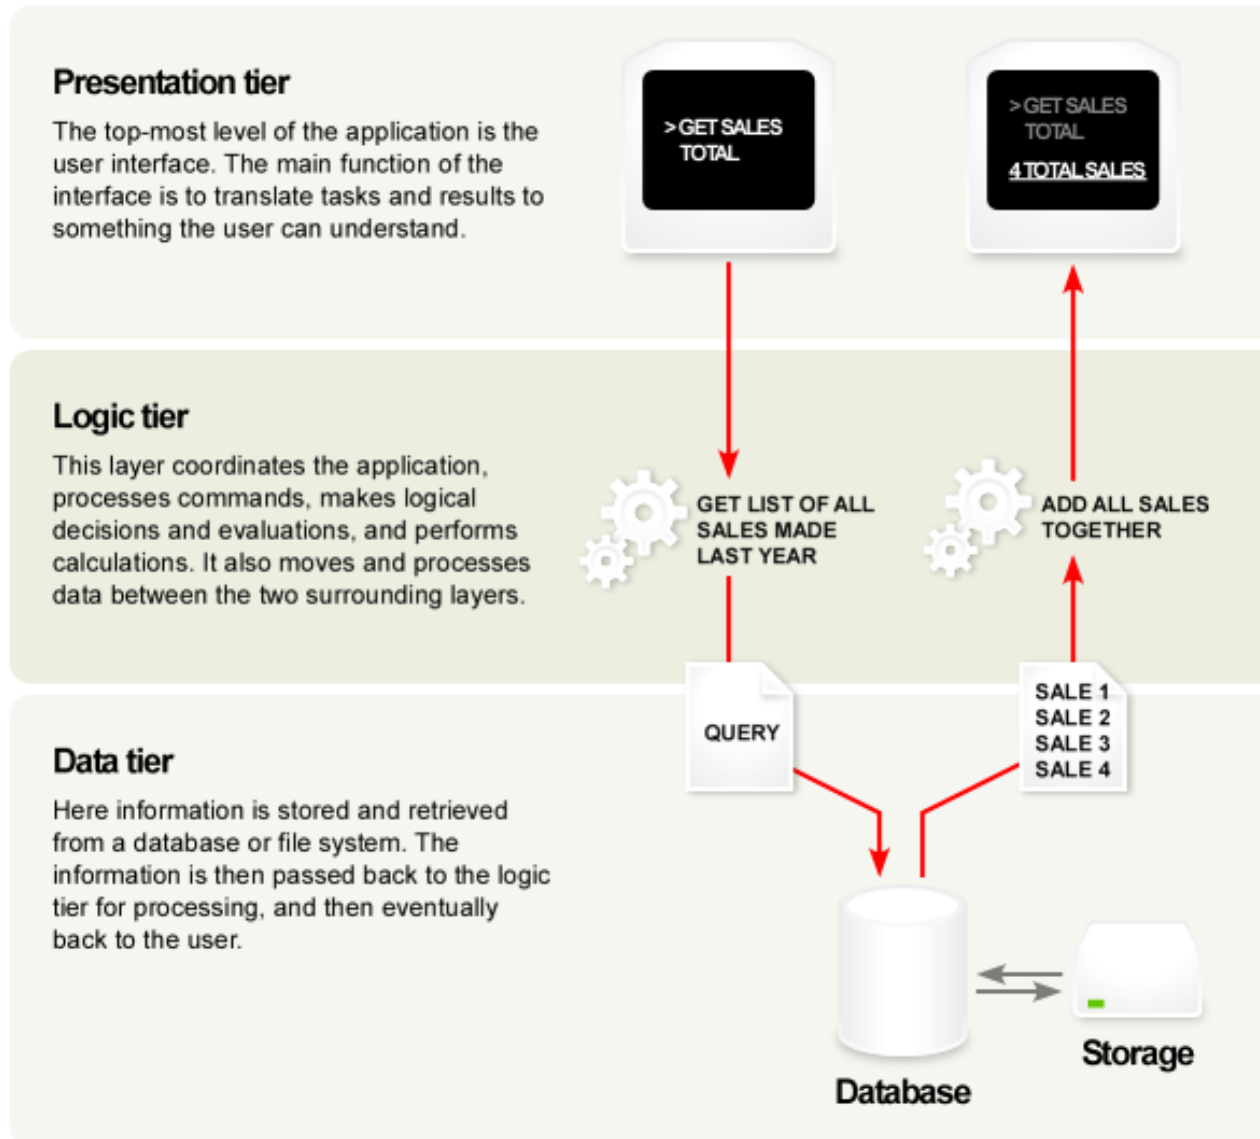 Presentation tier
The top-most level of the application is the
user interface. The main function of the
interface is to translate tasks and results to
something the user can understand.
> GET SALES
TOTAL
> GET SALES
TOTAL
4 TOTAL SALES
Logic tier
This layer coordinates the application,
processes commands, makes logical
decisions and evaluations, and performs
calculations. It also moves and processes
data between the two surrounding layers.
GET LIST OF ALL
SALES MADE
LAST YEAR
ADD ALL SALES
TOGETHER
Data tier
Here information is stored and retrieved
from a database or file system. The
information is then passed back to the logic
tier for processing, and then eventually
back to the user.
QUERY
SALE 1
SALE 2
SALE 3
SALE 4
Database
Storage